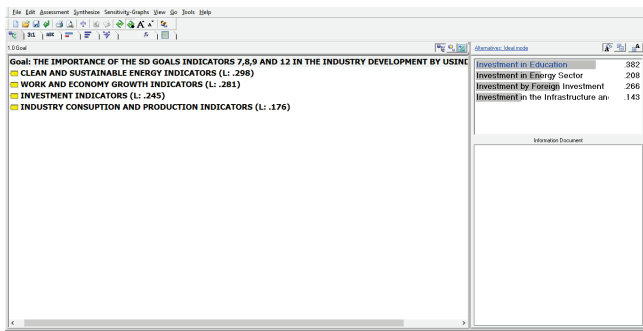 File Edit Assessment Synthesize Sensitivity-Graphs View Go Tools Help
3:1 ABC
1.0 Goal
Alternatives: Ideal mode
Goal: THE IMPORTANCE OF THE SD GOALS INDICATORS 7,8,9 AND 12 IN THE INDUSTRY DEVELOPMENT BY USING
CLEAN AND SUSTAINABLE ENERGY INDICATORS (L: .298)
WORK AND ECONOMY GROWTH INDICATORS (L: .281)
INVESTMENT INDICATORS (L: .245)
INDUSTRY CONSUPTION AND PRODUCTION INDICATORS (L: .176)
Investment in Education .382
Investment in Energy Sector .208
Investment by Foreign Investment .266
Investment in the Infrastructure an .143
Information Document